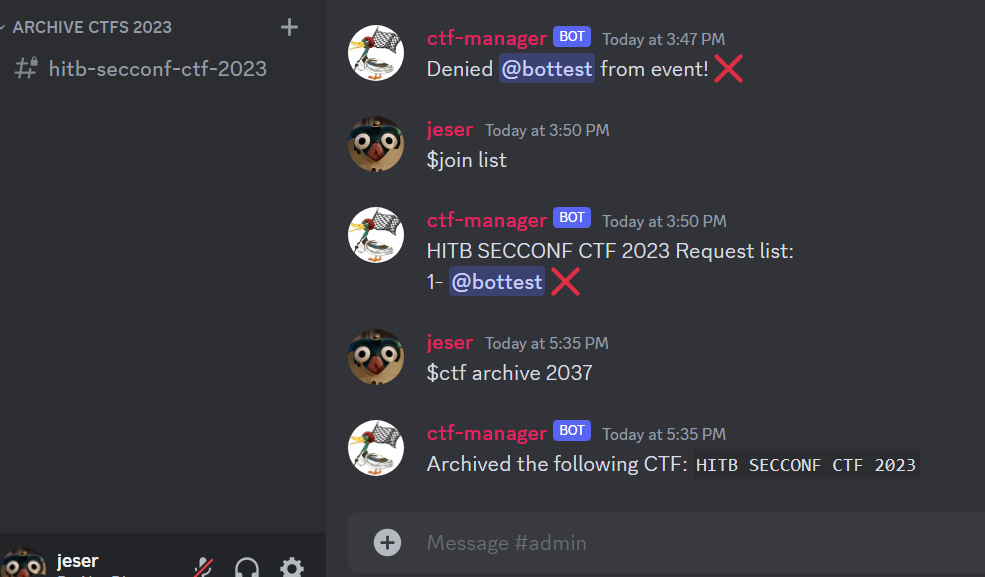 ARCHIVE CTFS 2023
hitb-secconf-ctf-2023
ctf-manager BOT Today at 3:47 PM
Denied @bottest from event!
jeser Today at 3:50 PM
$join list
ctf-manager BOT Today at 3:50 PM
HITB SECCONF CTF 2023 Request list:
1- @bottest
jeser Today at 5:35 PM
$ctf archive 2037
ctf-manager BOT Today at 5:35 PM
Archived the following CTF: HITB SECCONF CTF 2023
Message #admin
jeser